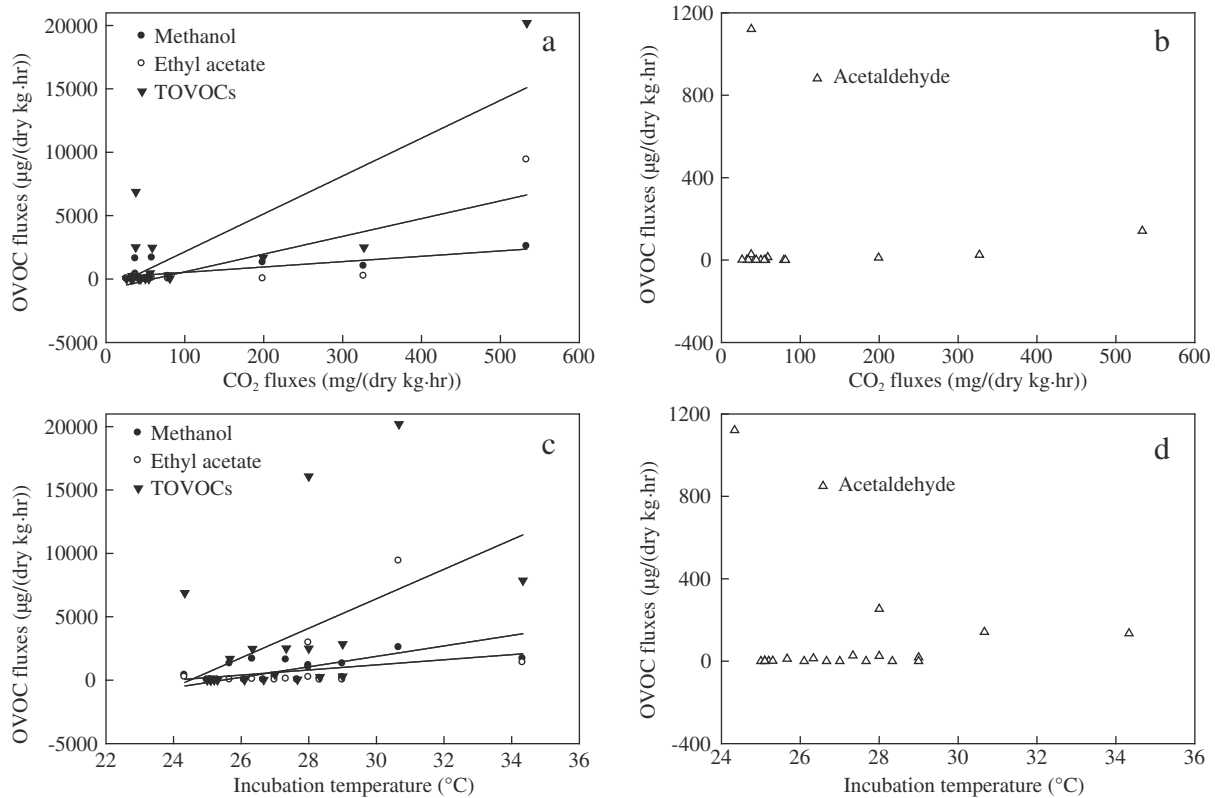 20000
15000
10000
5000
0
-5000
OVOC fluxes (μg/(dry kg·hr))
Methanol
Ethyl acetate
TOVOCs
a
0 100 200 300 400 500 600
CO₂ fluxes (mg/(dry kg·hr))
1200
800
400
0
-400
OVOC fluxes (μg/(dry kg·hr))
Acetaldehyde
b
0 100 200 300 400 500 600
CO₂ fluxes (mg/(dry kg·hr))
20000
15000
10000
5000
0
-5000
OVOC fluxes (μg/(dry kg·hr))
Methanol
Ethyl acetate
TOVOCs
c
22 24 26 28 30 32 34 36
Incubation temperature (°C)
1200
800
400
0
-400
OVOC fluxes (μg/(dry kg·hr))
Acetaldehyde
d
24 26 28 30 32 34 36
Incubation temperature (°C)